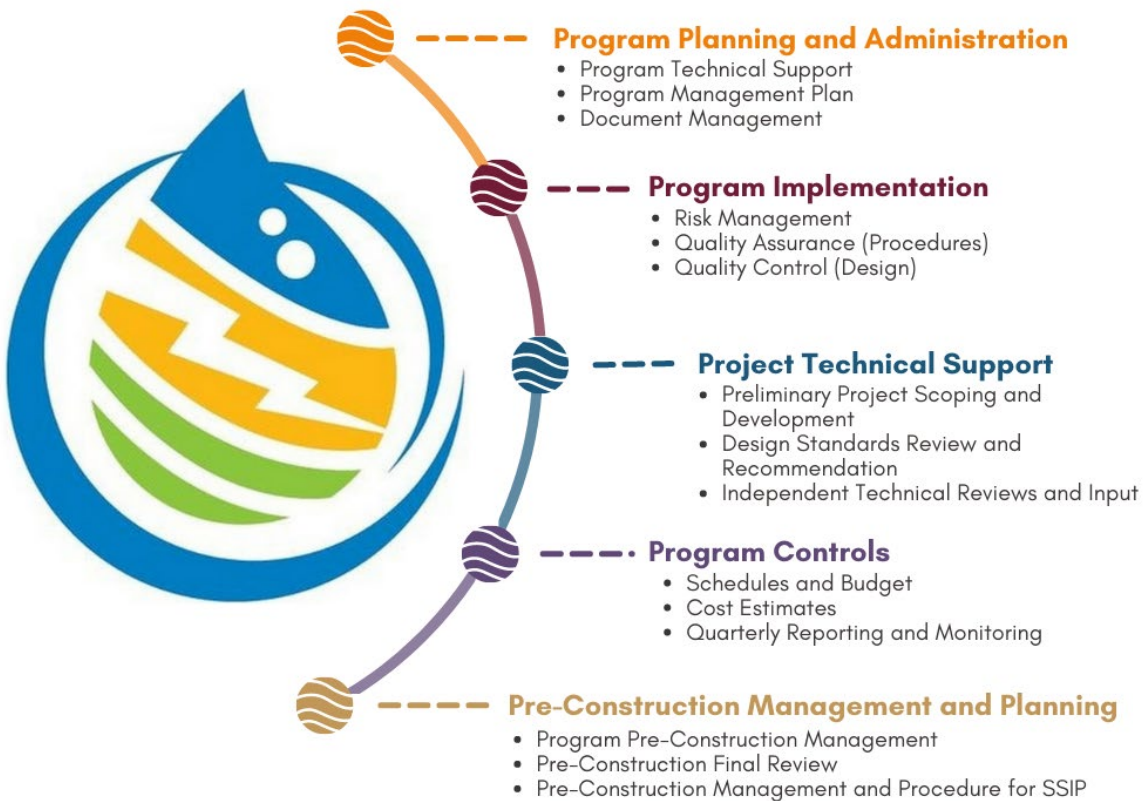 Program Planning and Administration
• Program Technical Support
• Program Management Plan
• Document Management
Program Implementation
• Risk Management
• Quality Assurance (Procedures)
• Quality Control (Design)
Project Technical Support
• Preliminary Project Scoping and
Development
• Design Standards Review and
Recommendation
• Independent Technical Reviews and Input
Program Controls
• Schedules and Budget
• Cost Estimates
• Quarterly Reporting and Monitoring
Pre-Construction Management and Planning
• Program Pre-Construction Management
• Pre-Construction Final Review
• Pre-Construction Management and Procedure for SSIP